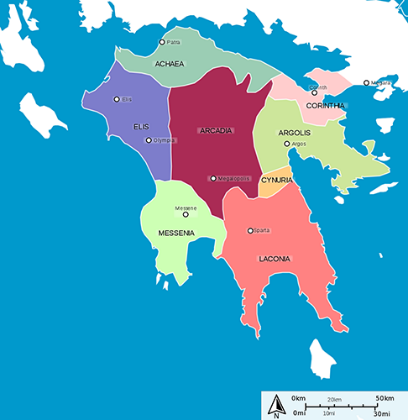 Patra
ACHAEA
Megara
Corinth
CORINTHIA
Elis
ELIS
Olympia
ARCADIA
ARGOLIS
Argos
Megalopolis
CYNURIA
Messene
MESSENIA
Sparta
LACONIA
0km 20km 50km
0mi 10mi 30mi